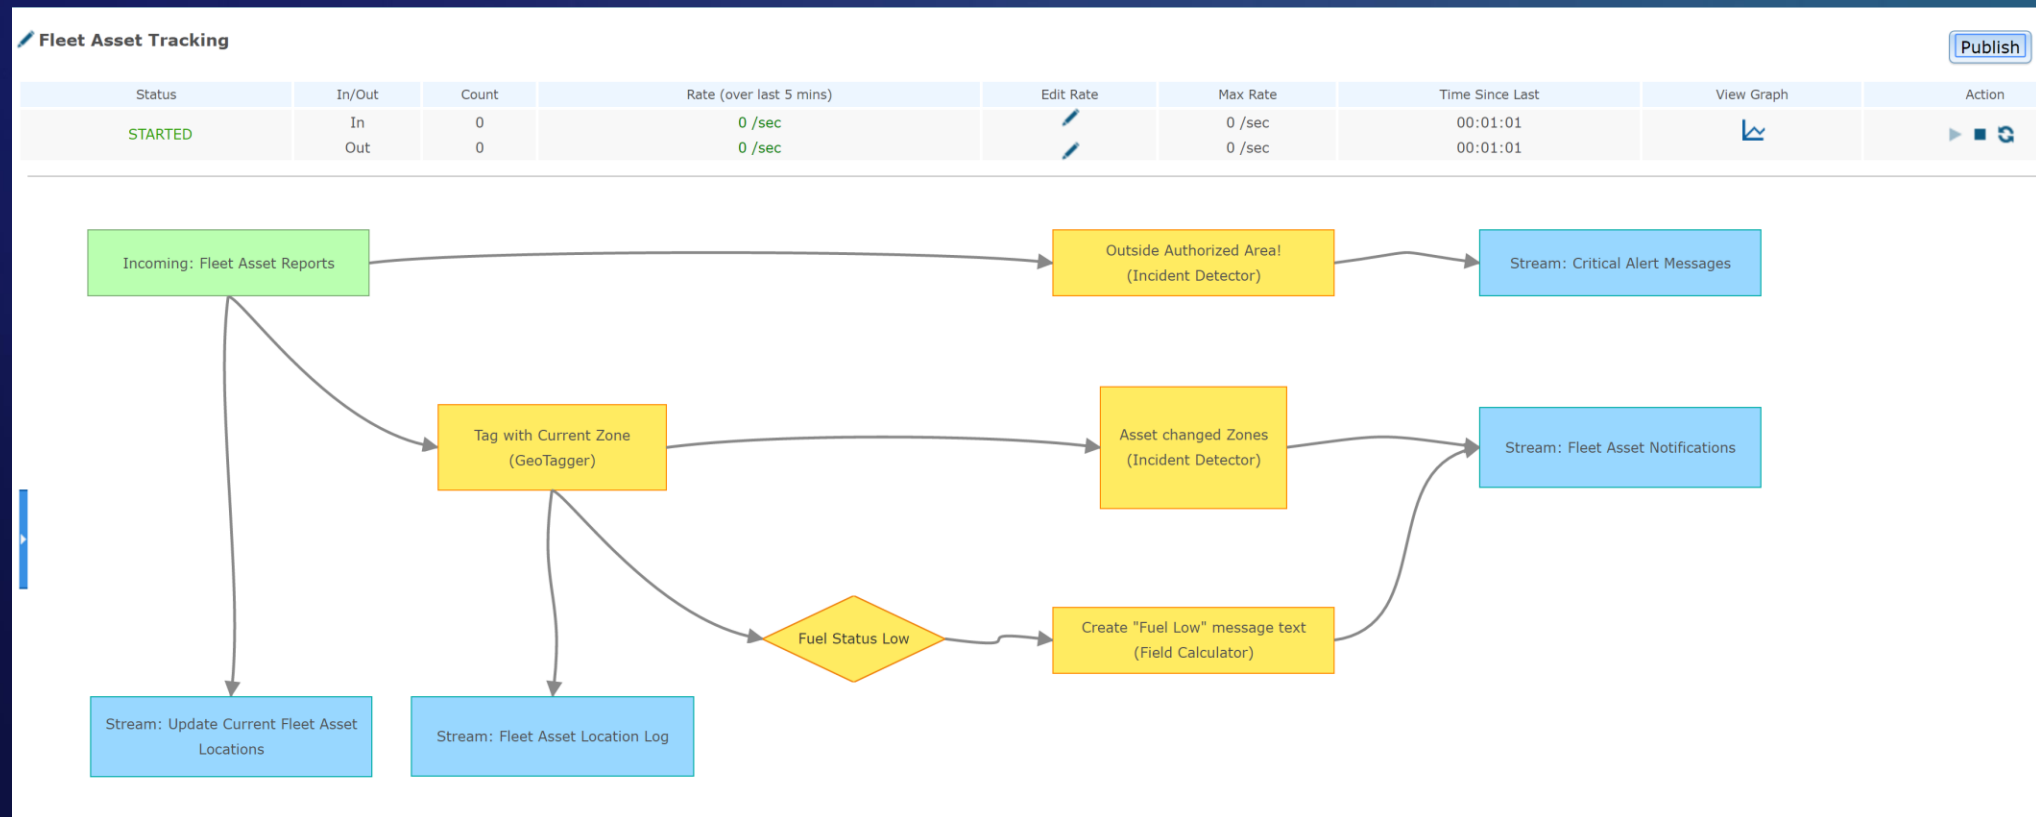 Fleet Asset Tracking
Publish
Status In/Out Count Rate (over last 5 mins) Edit Rate Max Rate Time Since Last View Graph Action
STARTED
In 0 0 /sec 0 /sec 00:01:01
Out 0 0 /sec 0 /sec 00:01:01
Incoming: Fleet Asset Reports
Outside Authorized Area!
(Incident Detector)
Stream: Critical Alert Messages
Tag with Current Zone
(GeoTagger)
Asset changed Zones
(Incident Detector)
Stream: Fleet Asset Notifications
Fuel Status Low
Create "Fuel Low" message text
(Field Calculator)
Stream: Update Current Fleet Asset
Locations
Stream: Fleet Asset Location Log